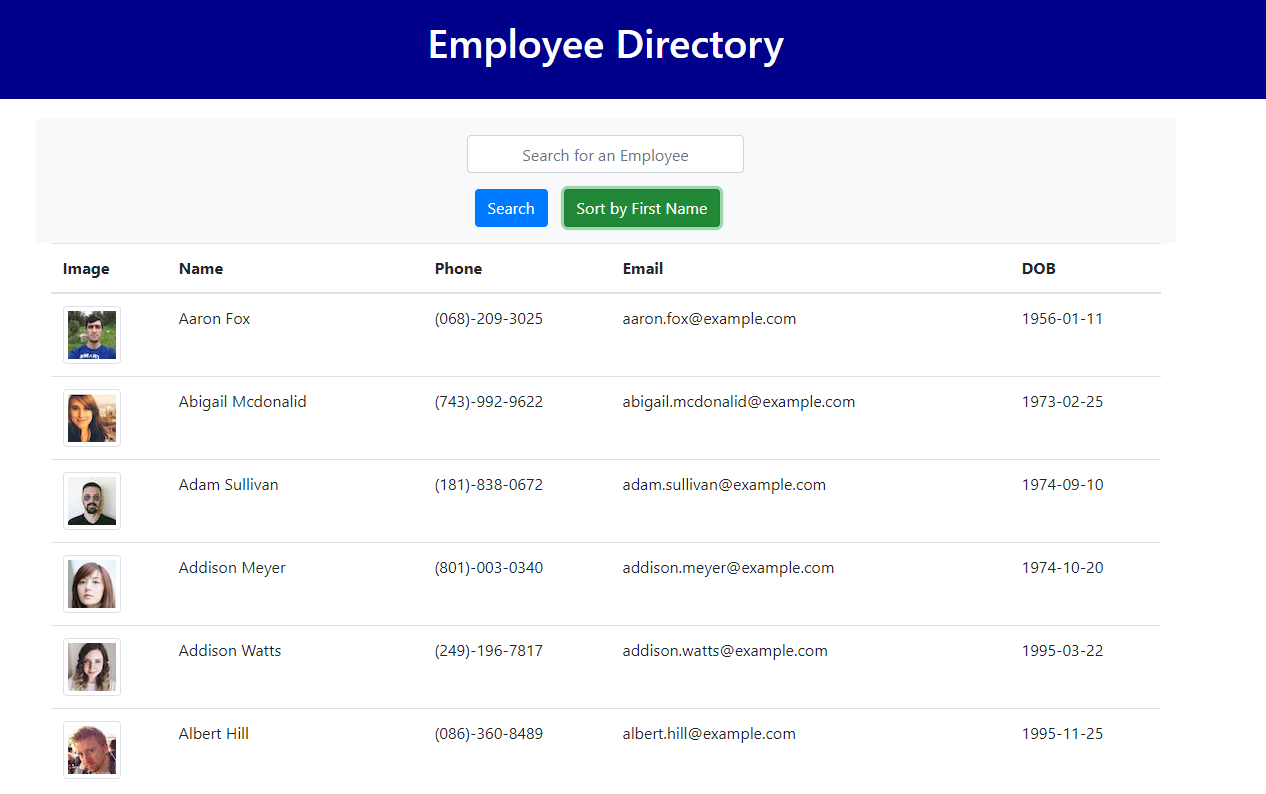 Employee Directory
Search for an Employee
Search Sort by First Name
Image Name Phone Email DOB
Aaron Fox (068)-209-3025 aaron.fox@example.com 1956-01-11
Abigail Mcdonalid (743)-992-9622 abigail.mcdonalid@example.com 1973-02-25
Adam Sullivan (181)-838-0672 adam.sullivan@example.com 1974-09-10
Addison Meyer (801)-003-0340 addison.meyer@example.com 1974-10-20
Addison Watts (249)-196-7817 addison.watts@example.com 1995-03-22
Albert Hill (086)-360-8489 albert.hill@example.com 1995-11-25